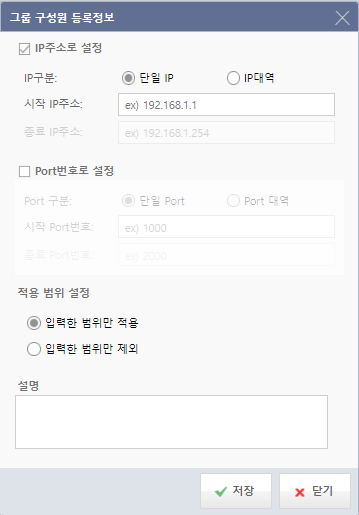 그룹 구성원 등록정보
IP주소로 설정
IP구분: 단일 IP IP대역
시작 IP주소: ex) 192.168.1.1
종료 IP주소: ex) 192.168.1.254
Port번호로 설정
Port 구분: 단일 Port Port 대역
시작 Port번호: ex) 1000
종료 Port번호: ex) 2000
적용 범위 설정
입력한 범위만 적용
입력한 범위만 제외
설명
저장 닫기